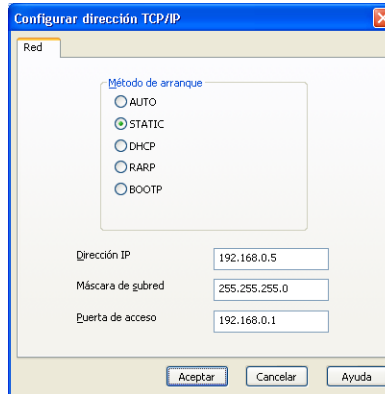 Configurar dirección TCP/IP
Red
Método de arranque
AUTO
STATIC
DHCP
RARP
BOOTP
Dirección IP 192.168.0.5
Máscara de subred 255.255.255.0
Puerta de acceso 192.168.0.1
Aceptar Cancelar Ayuda